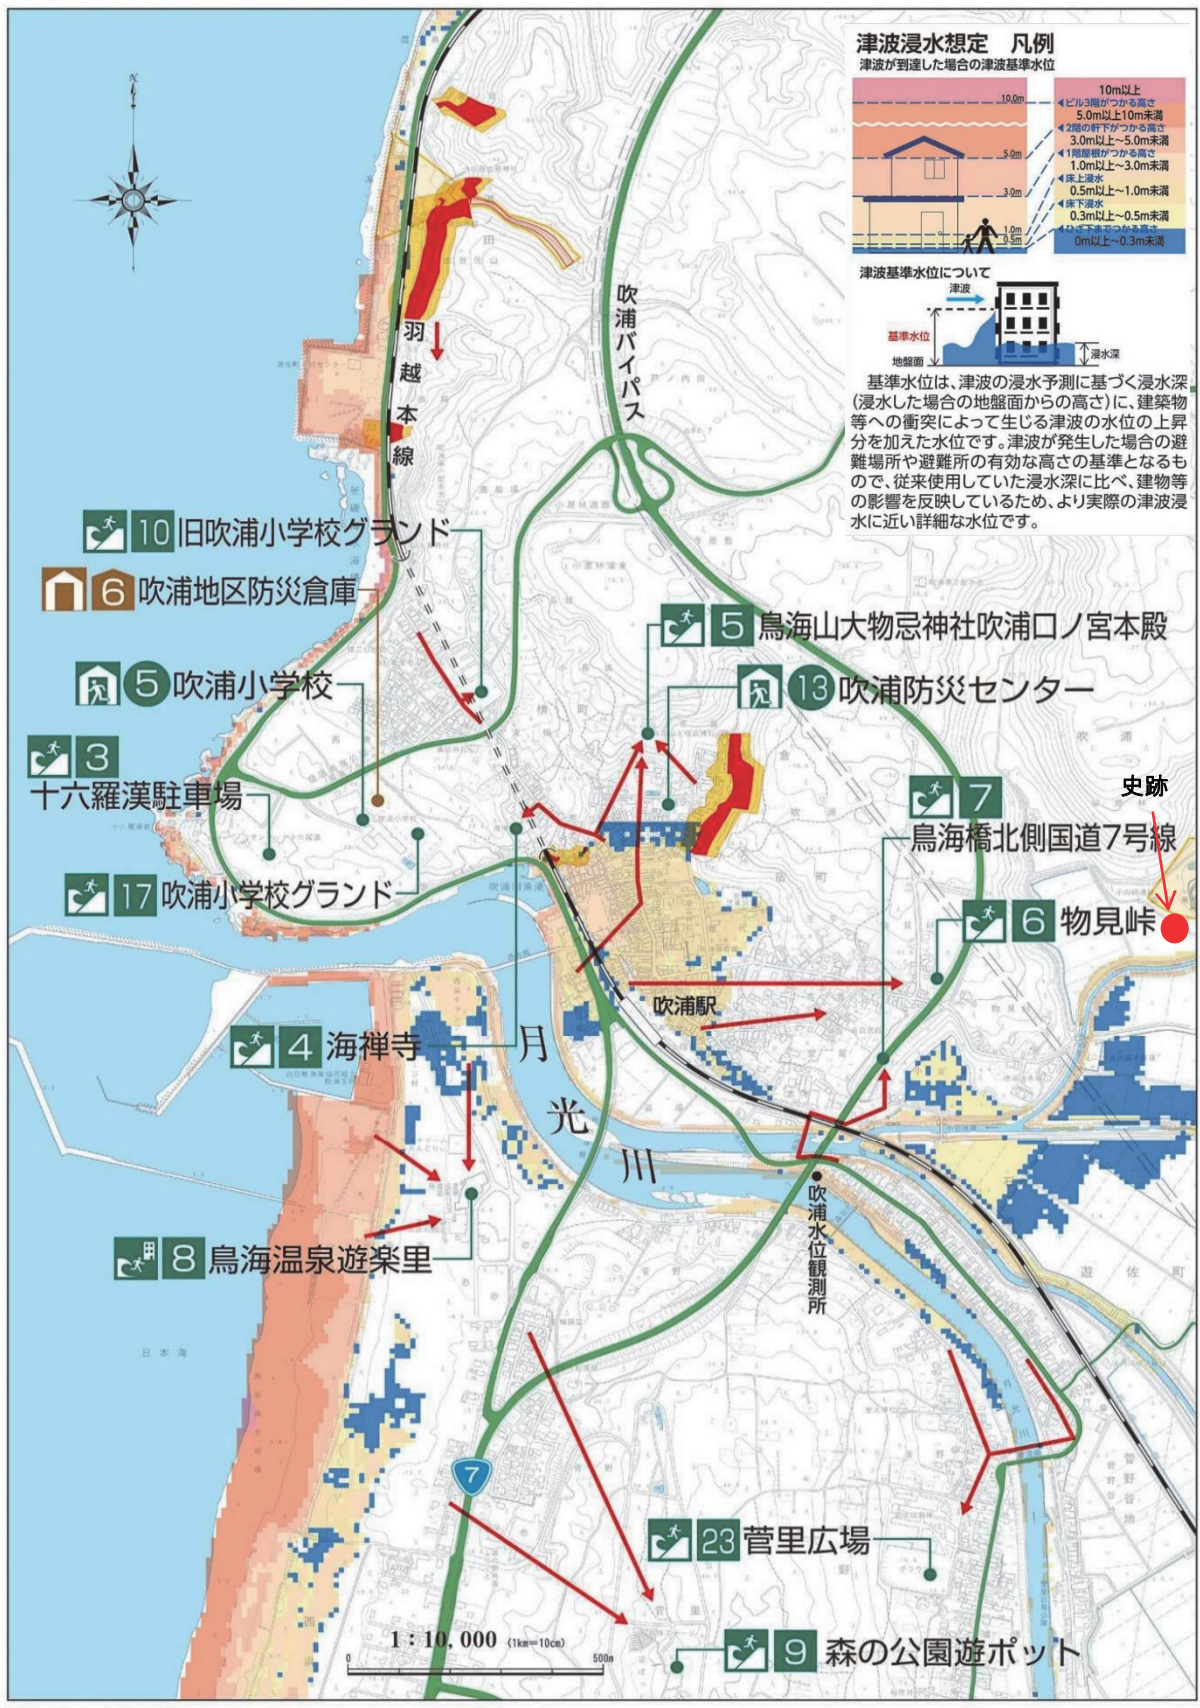 津波浸水想定　凡例
津波が到達した場合の津波基準水位
10.0m
5.0m
3.0m
1.0m
0.5m
10m以上
◀ビル3階がつかる高さ
5.0m以上10m未満
◀2階の軒下がつかる高さ
3.0m以上～5.0m未満
◀1階屋根がつかる高さ
1.0m以上～3.0m未満
◀床上浸水
0.5m以上～1.0m未満
◀床下浸水
0.3m以上～0.5m未満
◀ひざ下までつかる高さ
0m以上～0.3m未満
津波基準水位について
津波
基準水位
地盤面
浸水深
基準水位は、津波の浸水予測に基づく浸水深
(浸水した場合の地盤面からの高さ)に、建築物
等への衝突によって生じる津波の水位の上昇
分を加えた水位です。津波が発生した場合の避
難場所や避難所の有効な高さの基準となるも
ので、従来使用していた浸水深に比べ、建物等
の影響を反映しているため、より実際の津波浸
水に近い詳細な水位です。
N
羽越本線
吹浦バイパス
10 旧吹浦小学校グランド
6 吹浦地区防災倉庫
5 鳥海山大物忌神社吹浦口ノ宮本殿
5 吹浦小学校
13 吹浦防災センター
3
十六羅漢駐車場
史跡
7
鳥海橋北側国道7号線
17 吹浦小学校グランド
6 物見峠
吹浦駅
4 海禅寺
月光川
吹浦水位観測所
8 鳥海温泉遊楽里
遊佐町
日本海
7
23 菅里広場
菅里
1：10,000 (1km=10cm)
0
500m
9 森の公園遊ポット